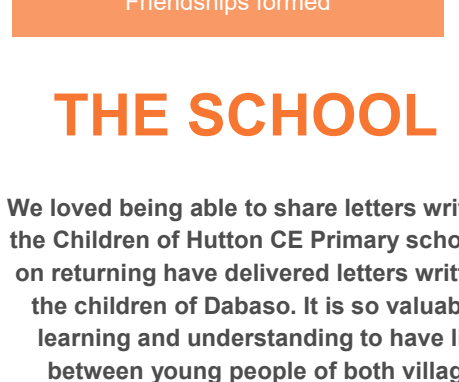 Friendships formed
THE SCHOOL
We loved being able to share letters
the Children of Hutton CE Primary
on returning have delivered letters
the children of Dabaso. It is so
learning and understanding to have
between young people of both